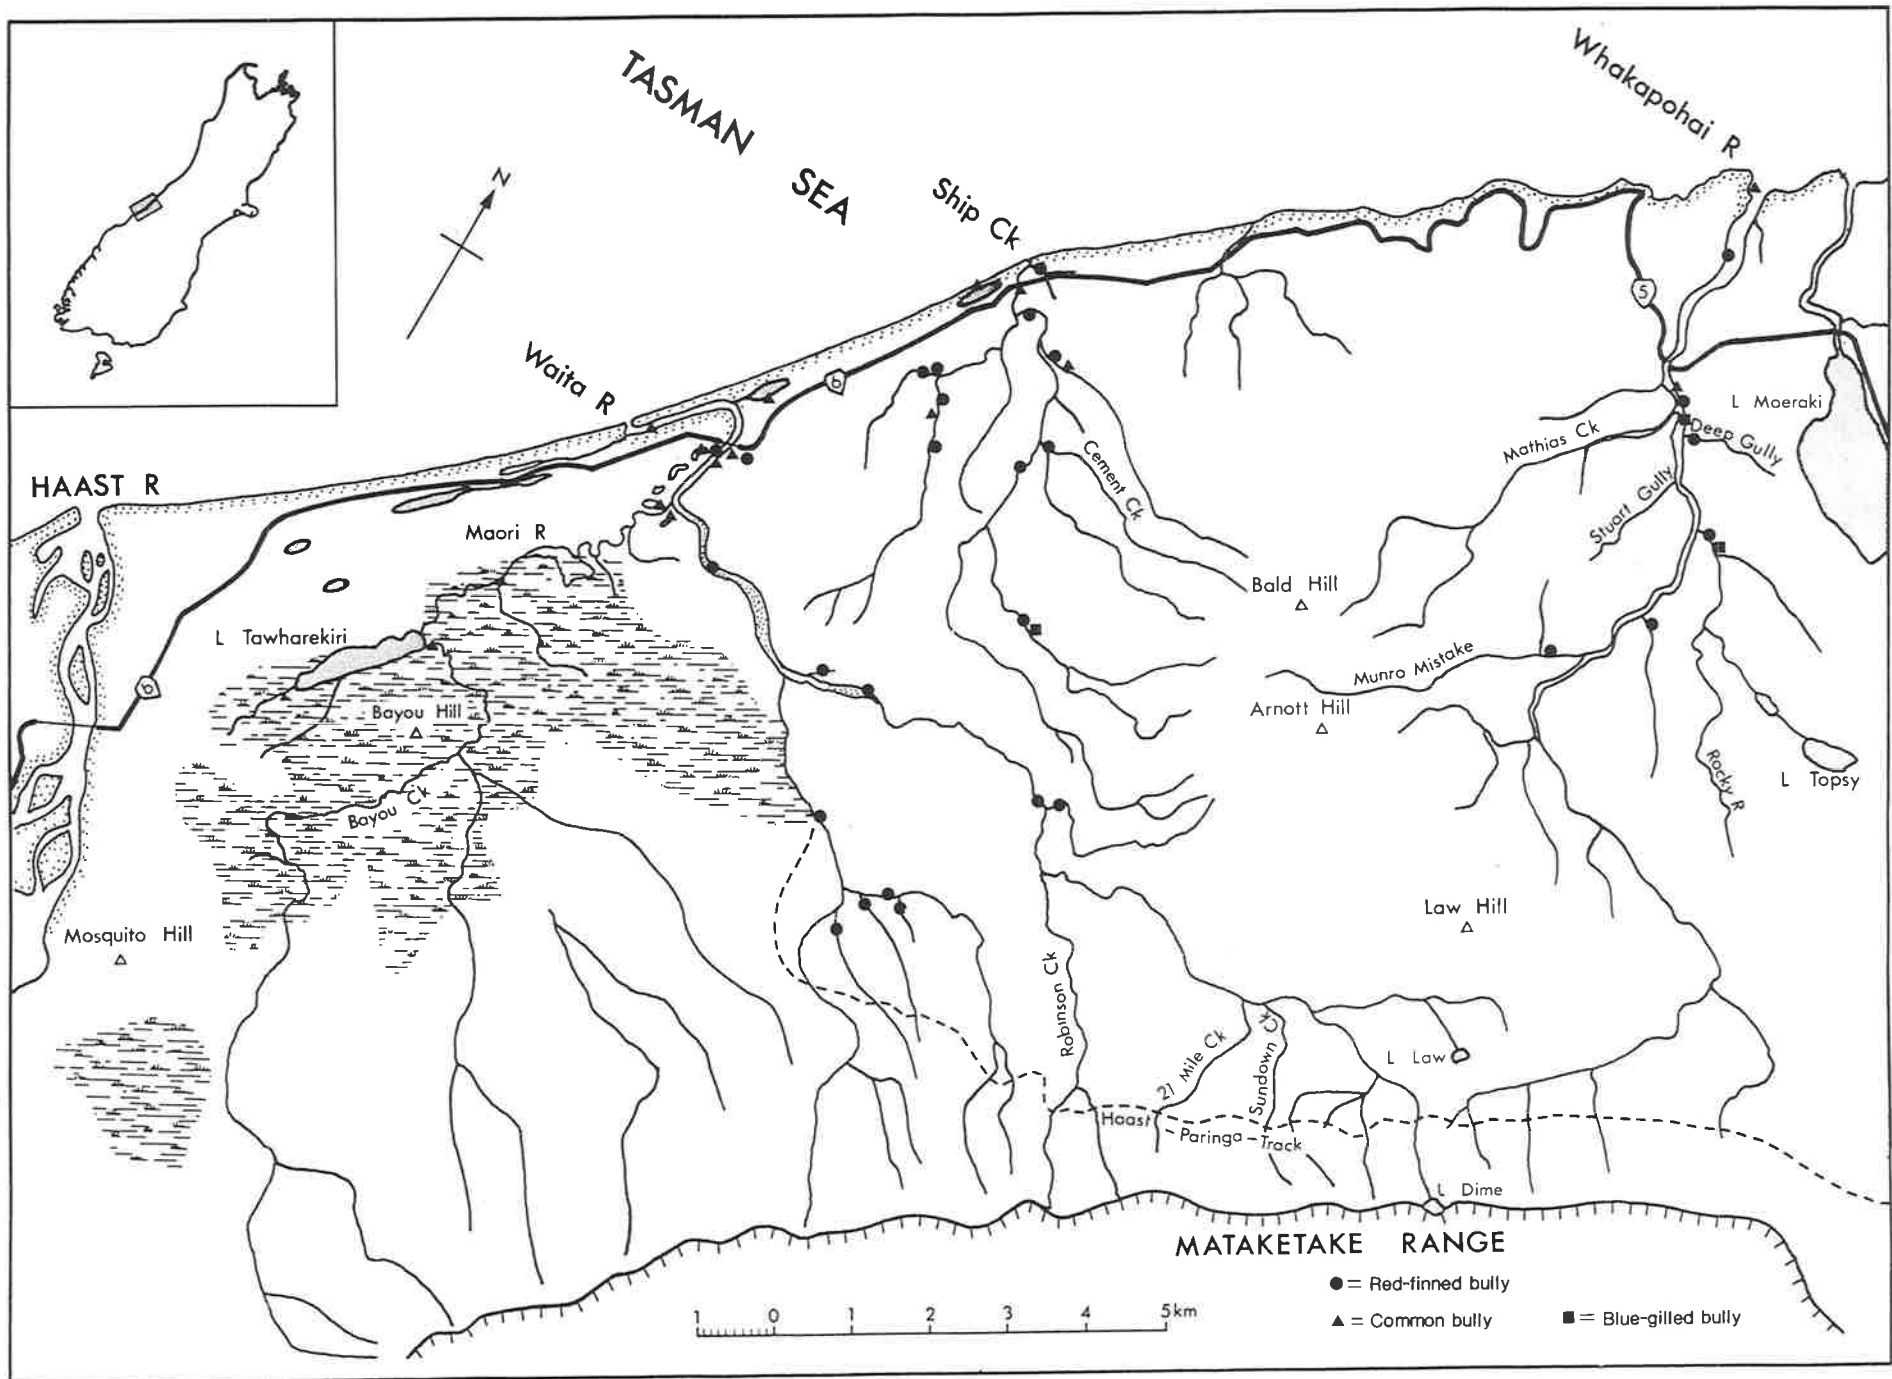 TASMAN
SEA
N
Whakapohai R
Ship Ck
Waita R
HAAST R
6
5
L Moeraki
Mathias Ck
Deep Gully
Stuart Gully
Cement Ck
Maori R
Bald Hill
L Tawharekiri
6
Munro Mistake
Arnott Hill
Bayou Hill
Rocky R
L Topsy
Bayou Ck
Law Hill
Mosquito Hill
Robinson Ck
21 Mile Ck
Sundown Ck
L Law
Haast
Paringa Track
L Dime
MATAKETAKE RANGE
● = Red-finned bully
▲ = Common bully
■ = Blue-gilled bully
1 0 1 2 3 4 5km